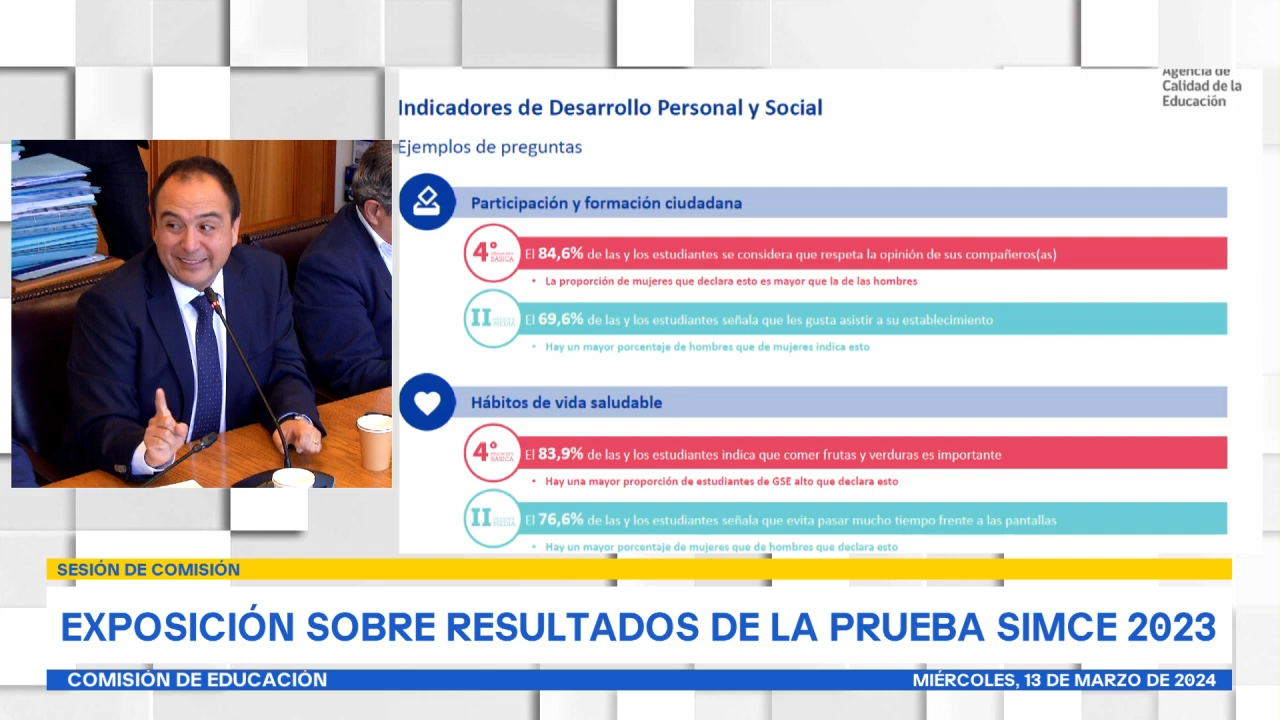 Agencia de
Calidad de la
Educación
Indicadores de Desarrollo Personal y Social
Ejemplos de preguntas
Participación y formación ciudadana
4° BÁSICA
El 84,6% de las y los estudiantes se considera que respeta la opinión de sus compañeros(as)
• La proporción de mujeres que declara esto es mayor que la de las hombres
II MEDIA
El 69,6% de las y los estudiantes señala que les gusta asistir a su establecimiento
• Hay un mayor porcentaje de hombres que de mujeres indica esto
Hábitos de vida saludable
4° BÁSICA
El 83,9% de las y los estudiantes indica que comer frutas y verduras es importante
• Hay una mayor proporción de estudiantes de GSE alto que declara esto
II MEDIA
El 76,6% de las y los estudiantes señala que evita pasar mucho tiempo frente a las pantallas
• Hay un mayor porcentaje de mujeres que de hombres que declara esto
SESIÓN DE COMISIÓN
EXPOSICIÓN SOBRE RESULTADOS DE LA PRUEBA SIMCE 2023
COMISIÓN DE EDUCACIÓN
MIÉRCOLES, 13 DE MARZO DE 2024